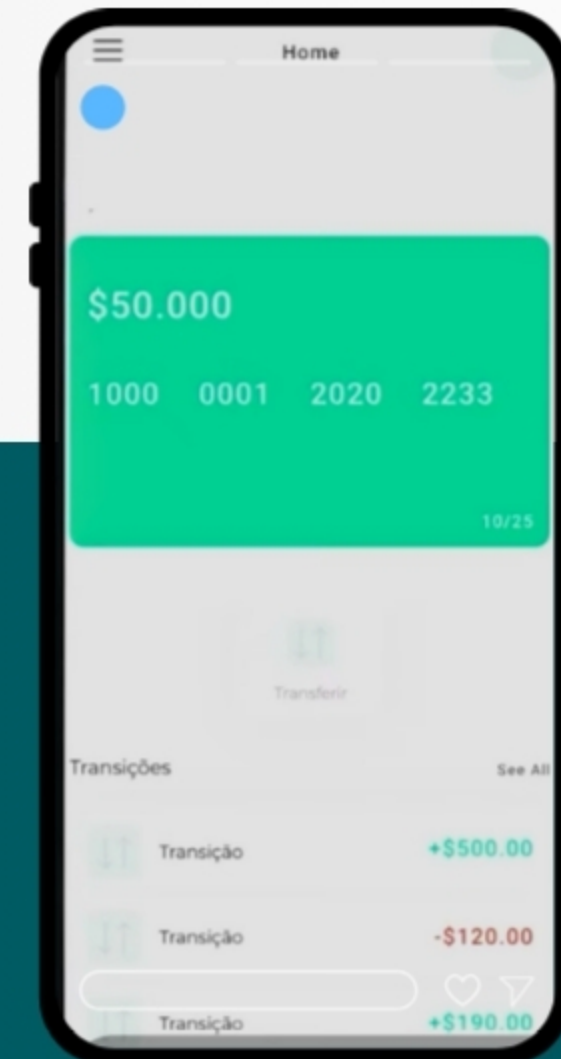 Home
$50.000
1000 0001 2020 2233
10/25
Transferir
Transições See All
Transição +$500.00
Transição -$120.00
Transição +$190.00